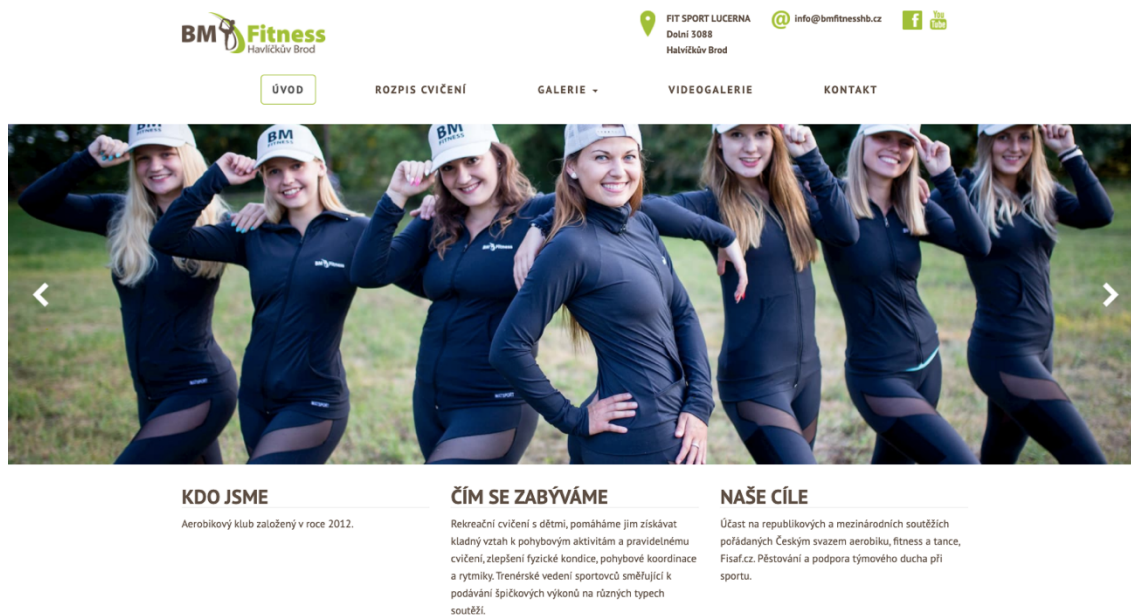 BM Fitness
Havlíčkův Brod
FIT SPORT LUCERNA
Dolní 3088
Halvíčkův Brod
@ info@bmfitnesshb.cz
f
You
Tube
ÚVOD
ROZPIS CVIČENÍ
GALERIE
VIDEOGALERIE
KONTAKT
BM
FITNESS
BM
FITNESS
BM
FITNESS
BM Fitness
BM Fitness
KDO JSME
Aerobikový klub založený v roce 2012.
ČÍM SE ZABÝVÁME
Rekreační cvičení s dětmi, pomáháme jim získávat
kladný vztah k pohybovým aktivitám a pravidelnému
cvičení, zlepšení fyzické kondice, pohybové koordinace
a rytmiky. Trenérské vedení sportovců směřující k
podávání špičkových výkonů na různých typech
soutěží.
NAŠE CÍLE
Účast na republikových a mezinárodních soutěžích
pořádaných Českým svazem aerobiku, fitness a tance,
Fisaf.cz. Pěstování a podpora týmového ducha při
sportu.